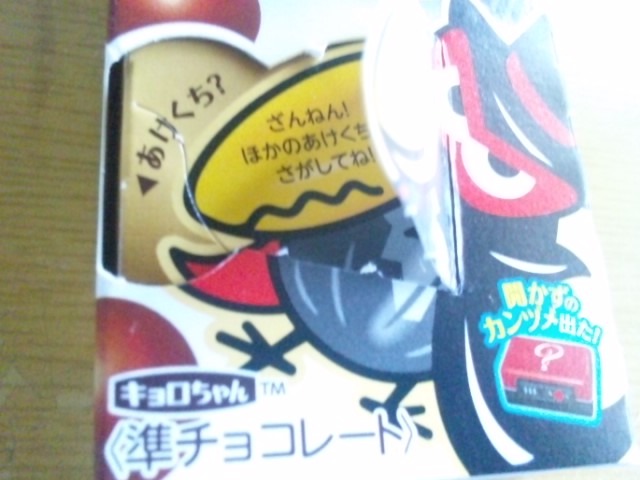 ◀あけくち?
ざんねん!
ほかのあけくち
さがしてね!
開かずの
カンヅメ出た!
?
キョロちゃん™
〈準チョコレート〉